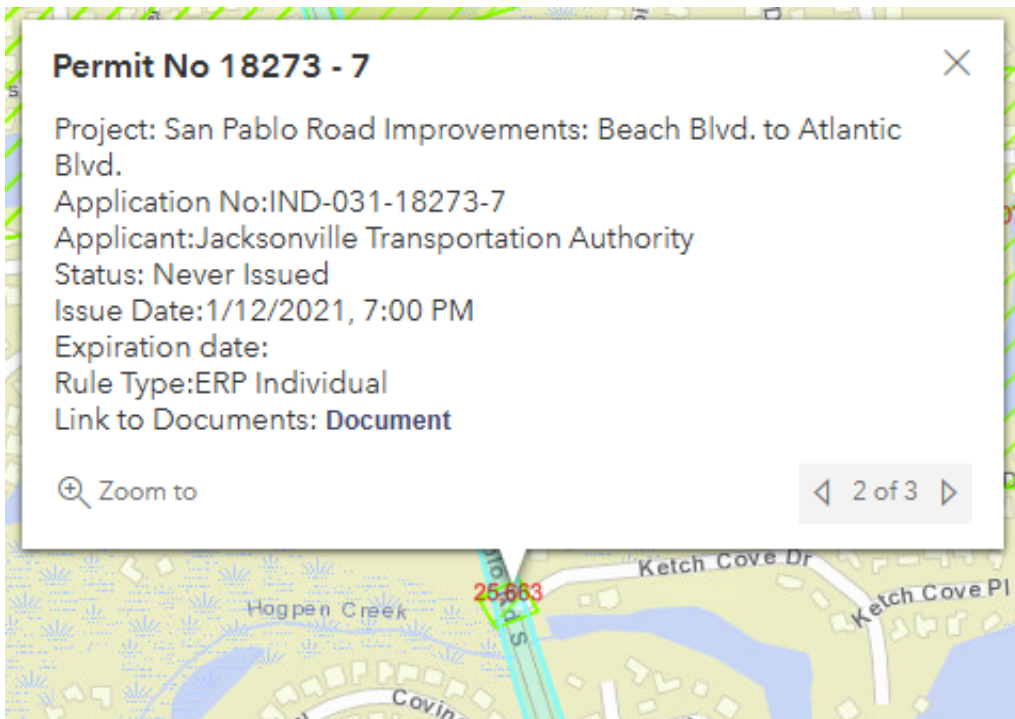 Permit No 18273 - 7
Project: San Pablo Road Improvements: Beach Blvd. to Atlantic
Blvd.
Application No:IND-031-18273-7
Applicant:Jacksonville Transportation Authority
Status: Never Issued
Issue Date:1/12/2021, 7:00 PM
Expiration date:
Rule Type:ERP Individual
Link to Documents: Document
Zoom to
2 of 3
Ketch Cove Dr
25,663
Hogpen Creek
Ketch Cove Pl
Rd S